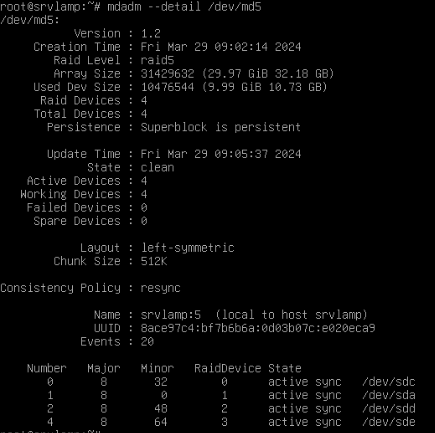 root@srvlamp:~# mdadm --detail /dev/md5
/dev/md5:
Version : 1.2
Creation Time : Fri Mar 29 09:02:14 2024
Raid Level : raid5
Array Size : 31429632 (29.97 GiB 32.18 GB)
Used Dev Size : 10476544 (9.99 GiB 10.73 GB)
Raid Devices : 4
Total Devices : 4
Persistence : Superblock is persistent
Update Time : Fri Mar 29 09:05:37 2024
State : clean
Active Devices : 4
Working Devices : 4
Failed Devices : 0
Spare Devices : 0
Layout : left-symmetric
Chunk Size : 512K
Consistency Policy : resync
Name : srvlamp:5  (local to host srvlamp)
UUID : 8ace97c4:bf7b6b6a:0d03b07c:e020eca9
Events : 20
Number   Major   Minor   RaidDevice State
0       8       32        0      active sync   /dev/sdc
1       8        0        1      active sync   /dev/sda
2       8       48        2      active sync   /dev/sdd
4       8       64        3      active sync   /dev/sde